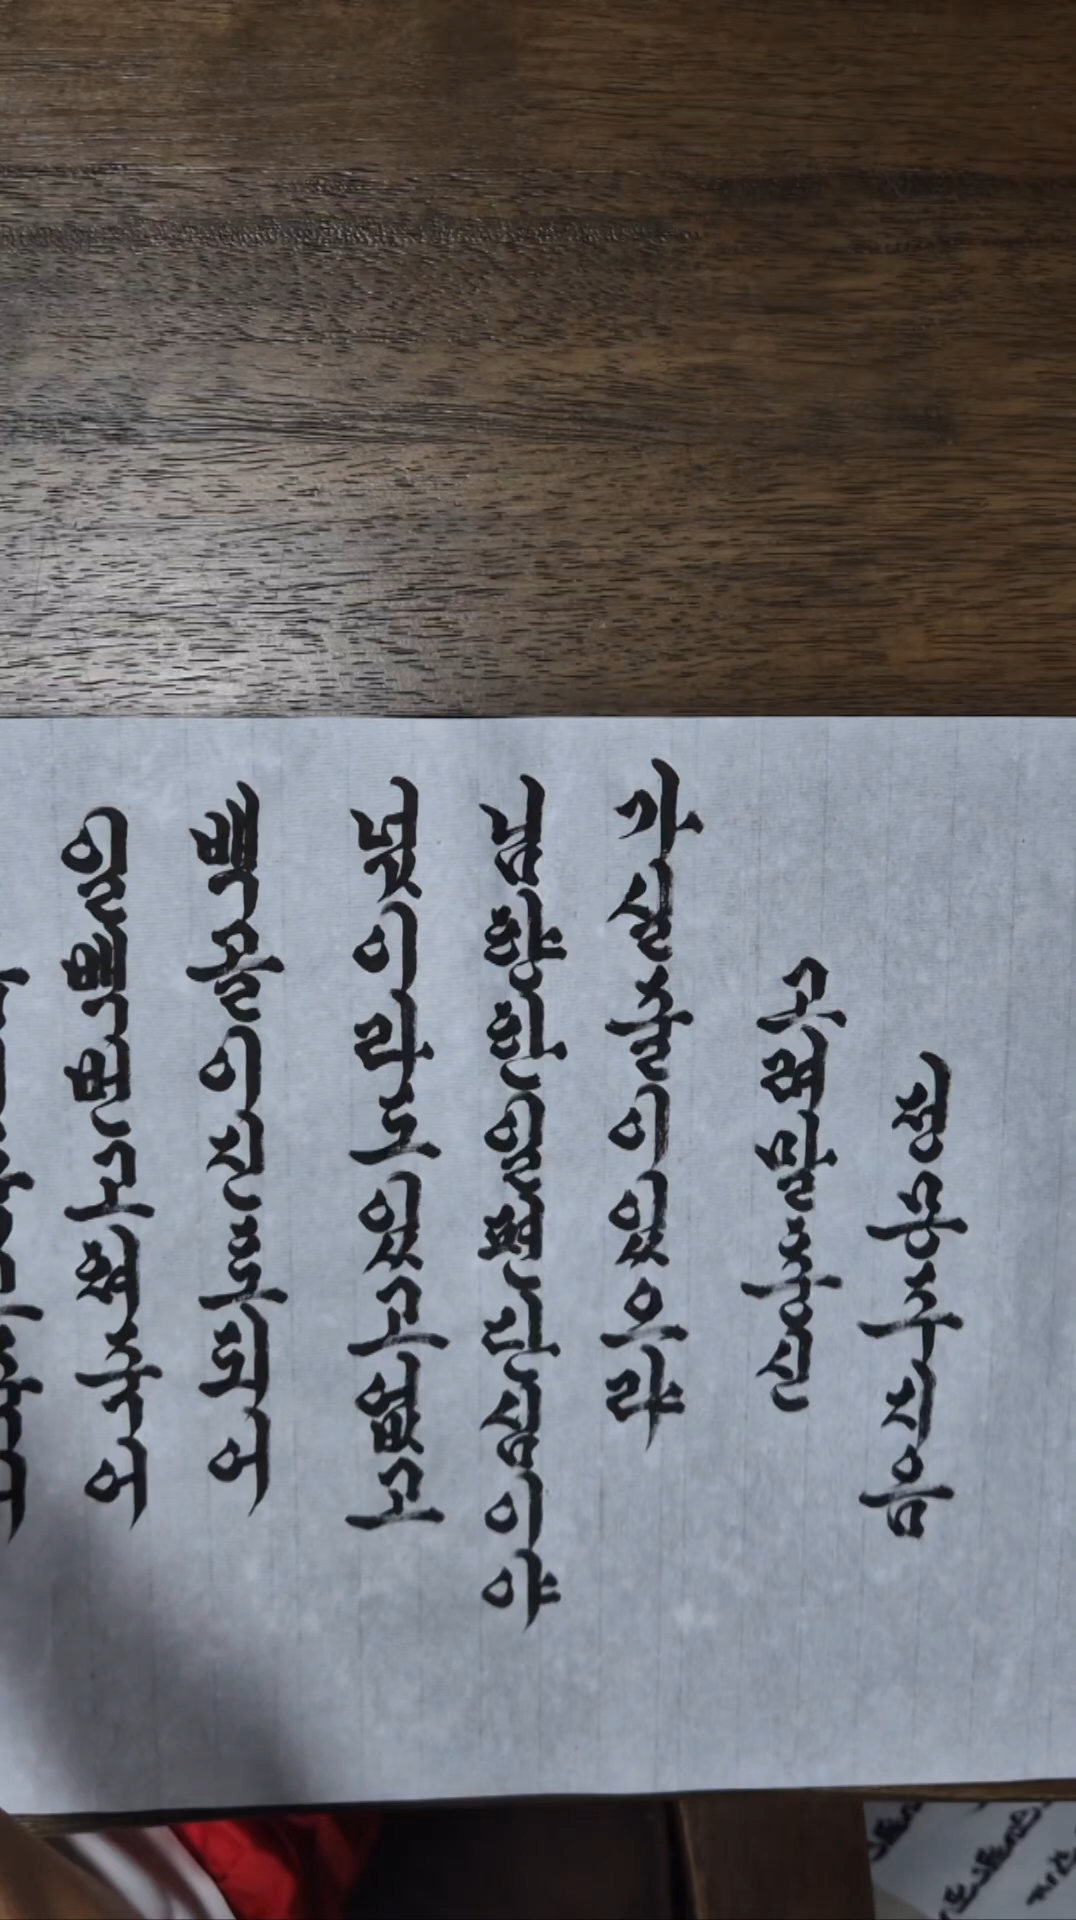 일백번고쳐죽어
백골이진토되어
넋이라도있고없고
님향한일편단심이야
가실줄이있으랴
고려말충신
정몽주지음